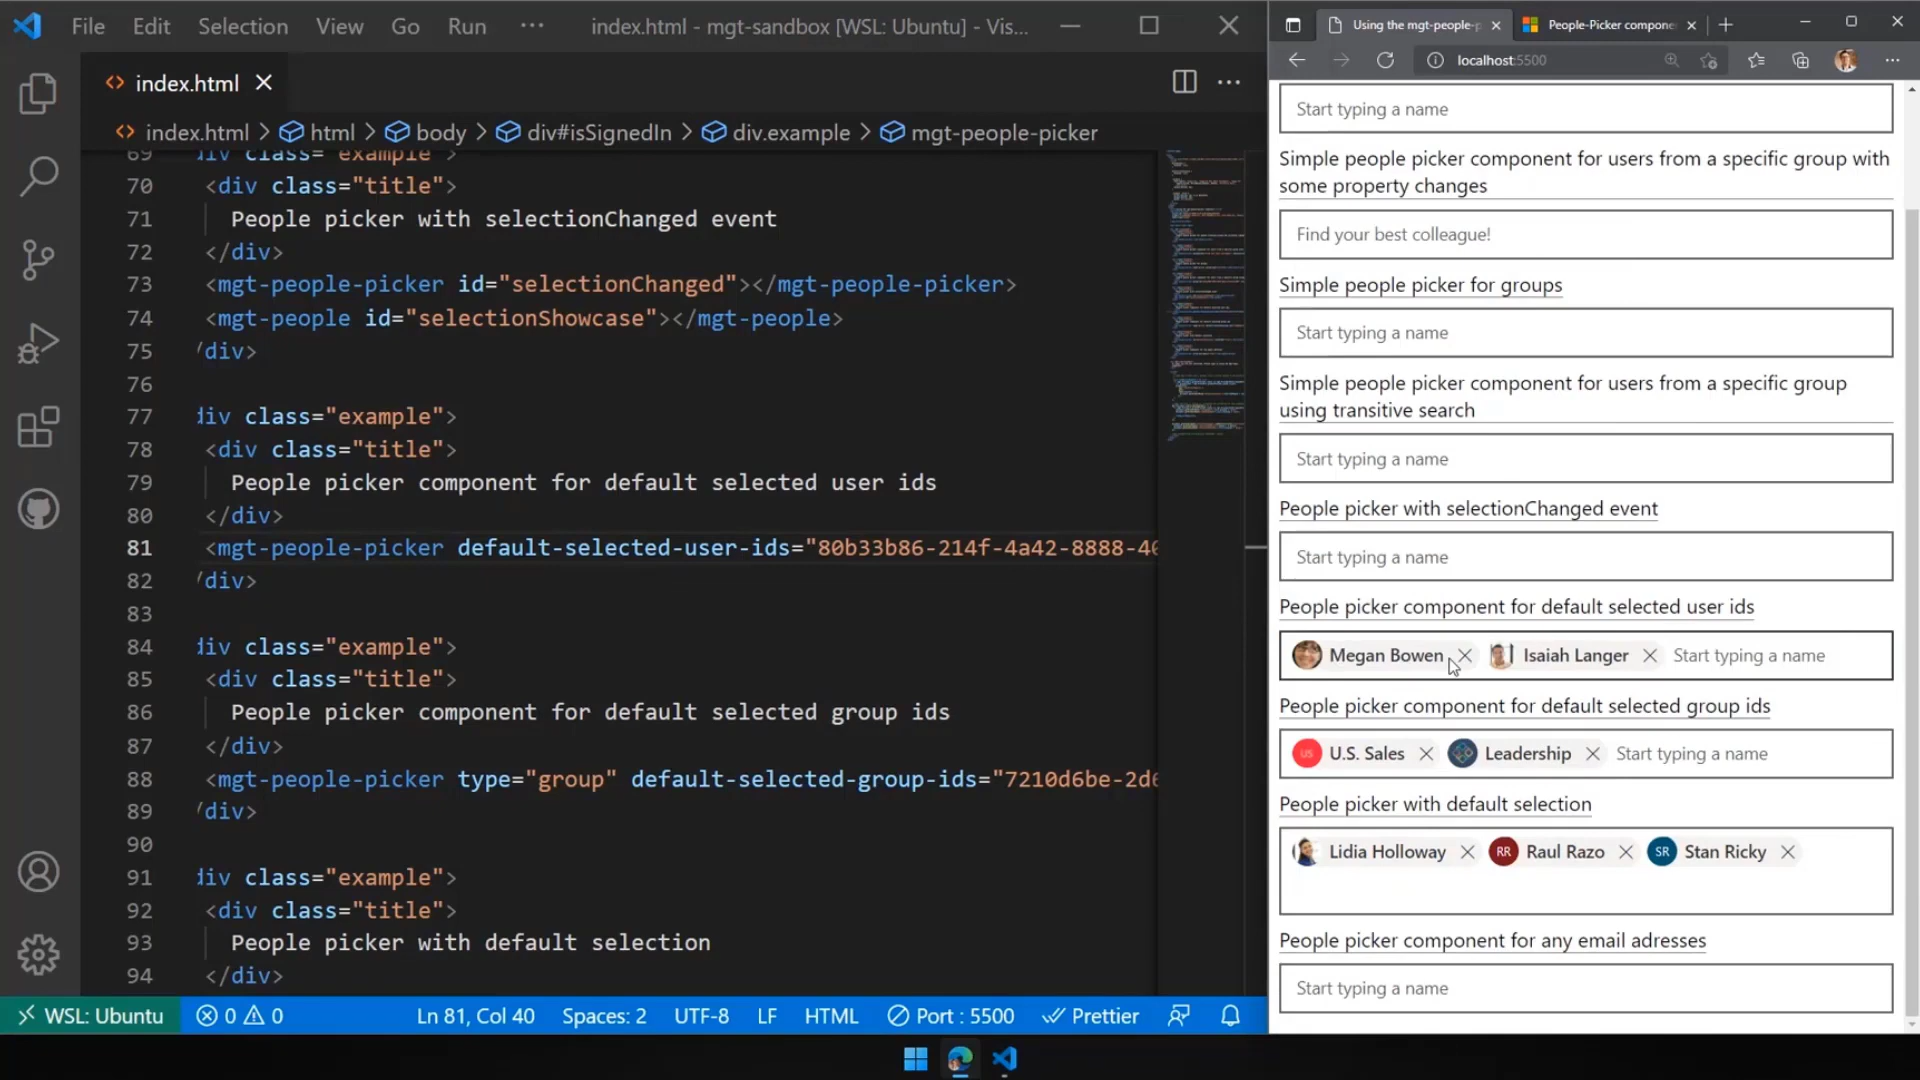 File Edit Selection View Go Run ··· index.html - mgt-sandbox [WSL: Ubuntu] - Vis...
index.html
index.html > html > body > div#isSignedIn > div.example > mgt-people-picker
69 div class="example">
70 <div class="title">
71 People picker with selectionChanged event
72 </div>
73 <mgt-people-picker id="selectionChanged"></mgt-people-picker>
74 <mgt-people id="selectionShowcase"></mgt-people>
75 /div>
76
77 div class="example">
78 <div class="title">
79 People picker component for default selected user ids
80 </div>
81 <mgt-people-picker default-selected-user-ids="80b33b86-214f-4a42-8888-40
82 /div>
83
84 div class="example">
85 <div class="title">
86 People picker component for default selected group ids
87 </div>
88 <mgt-people-picker type="group" default-selected-group-ids="7210d6be-2d6
89 /div>
90
91 div class="example">
92 <div class="title">
93 People picker with default selection
94 </div>
WSL: Ubuntu 0 0 Ln 81, Col 40 Spaces: 2 UTF-8 LF HTML Port : 5500 Prettier
Using the mgt-people-p People-Picker compone
localhost:5500
Start typing a name
Simple people picker component for users from a specific group with
some property changes
Find your best colleague!
Simple people picker for groups
Start typing a name
Simple people picker component for users from a specific group
using transitive search
Start typing a name
People picker with selectionChanged event
Start typing a name
People picker component for default selected user ids
Megan Bowen Isaiah Langer Start typing a name
People picker component for default selected group ids
US U.S. Sales Leadership Start typing a name
People picker with default selection
Lidia Holloway RR Raul Razo SR Stan Ricky
People picker component for any email adresses
Start typing a name